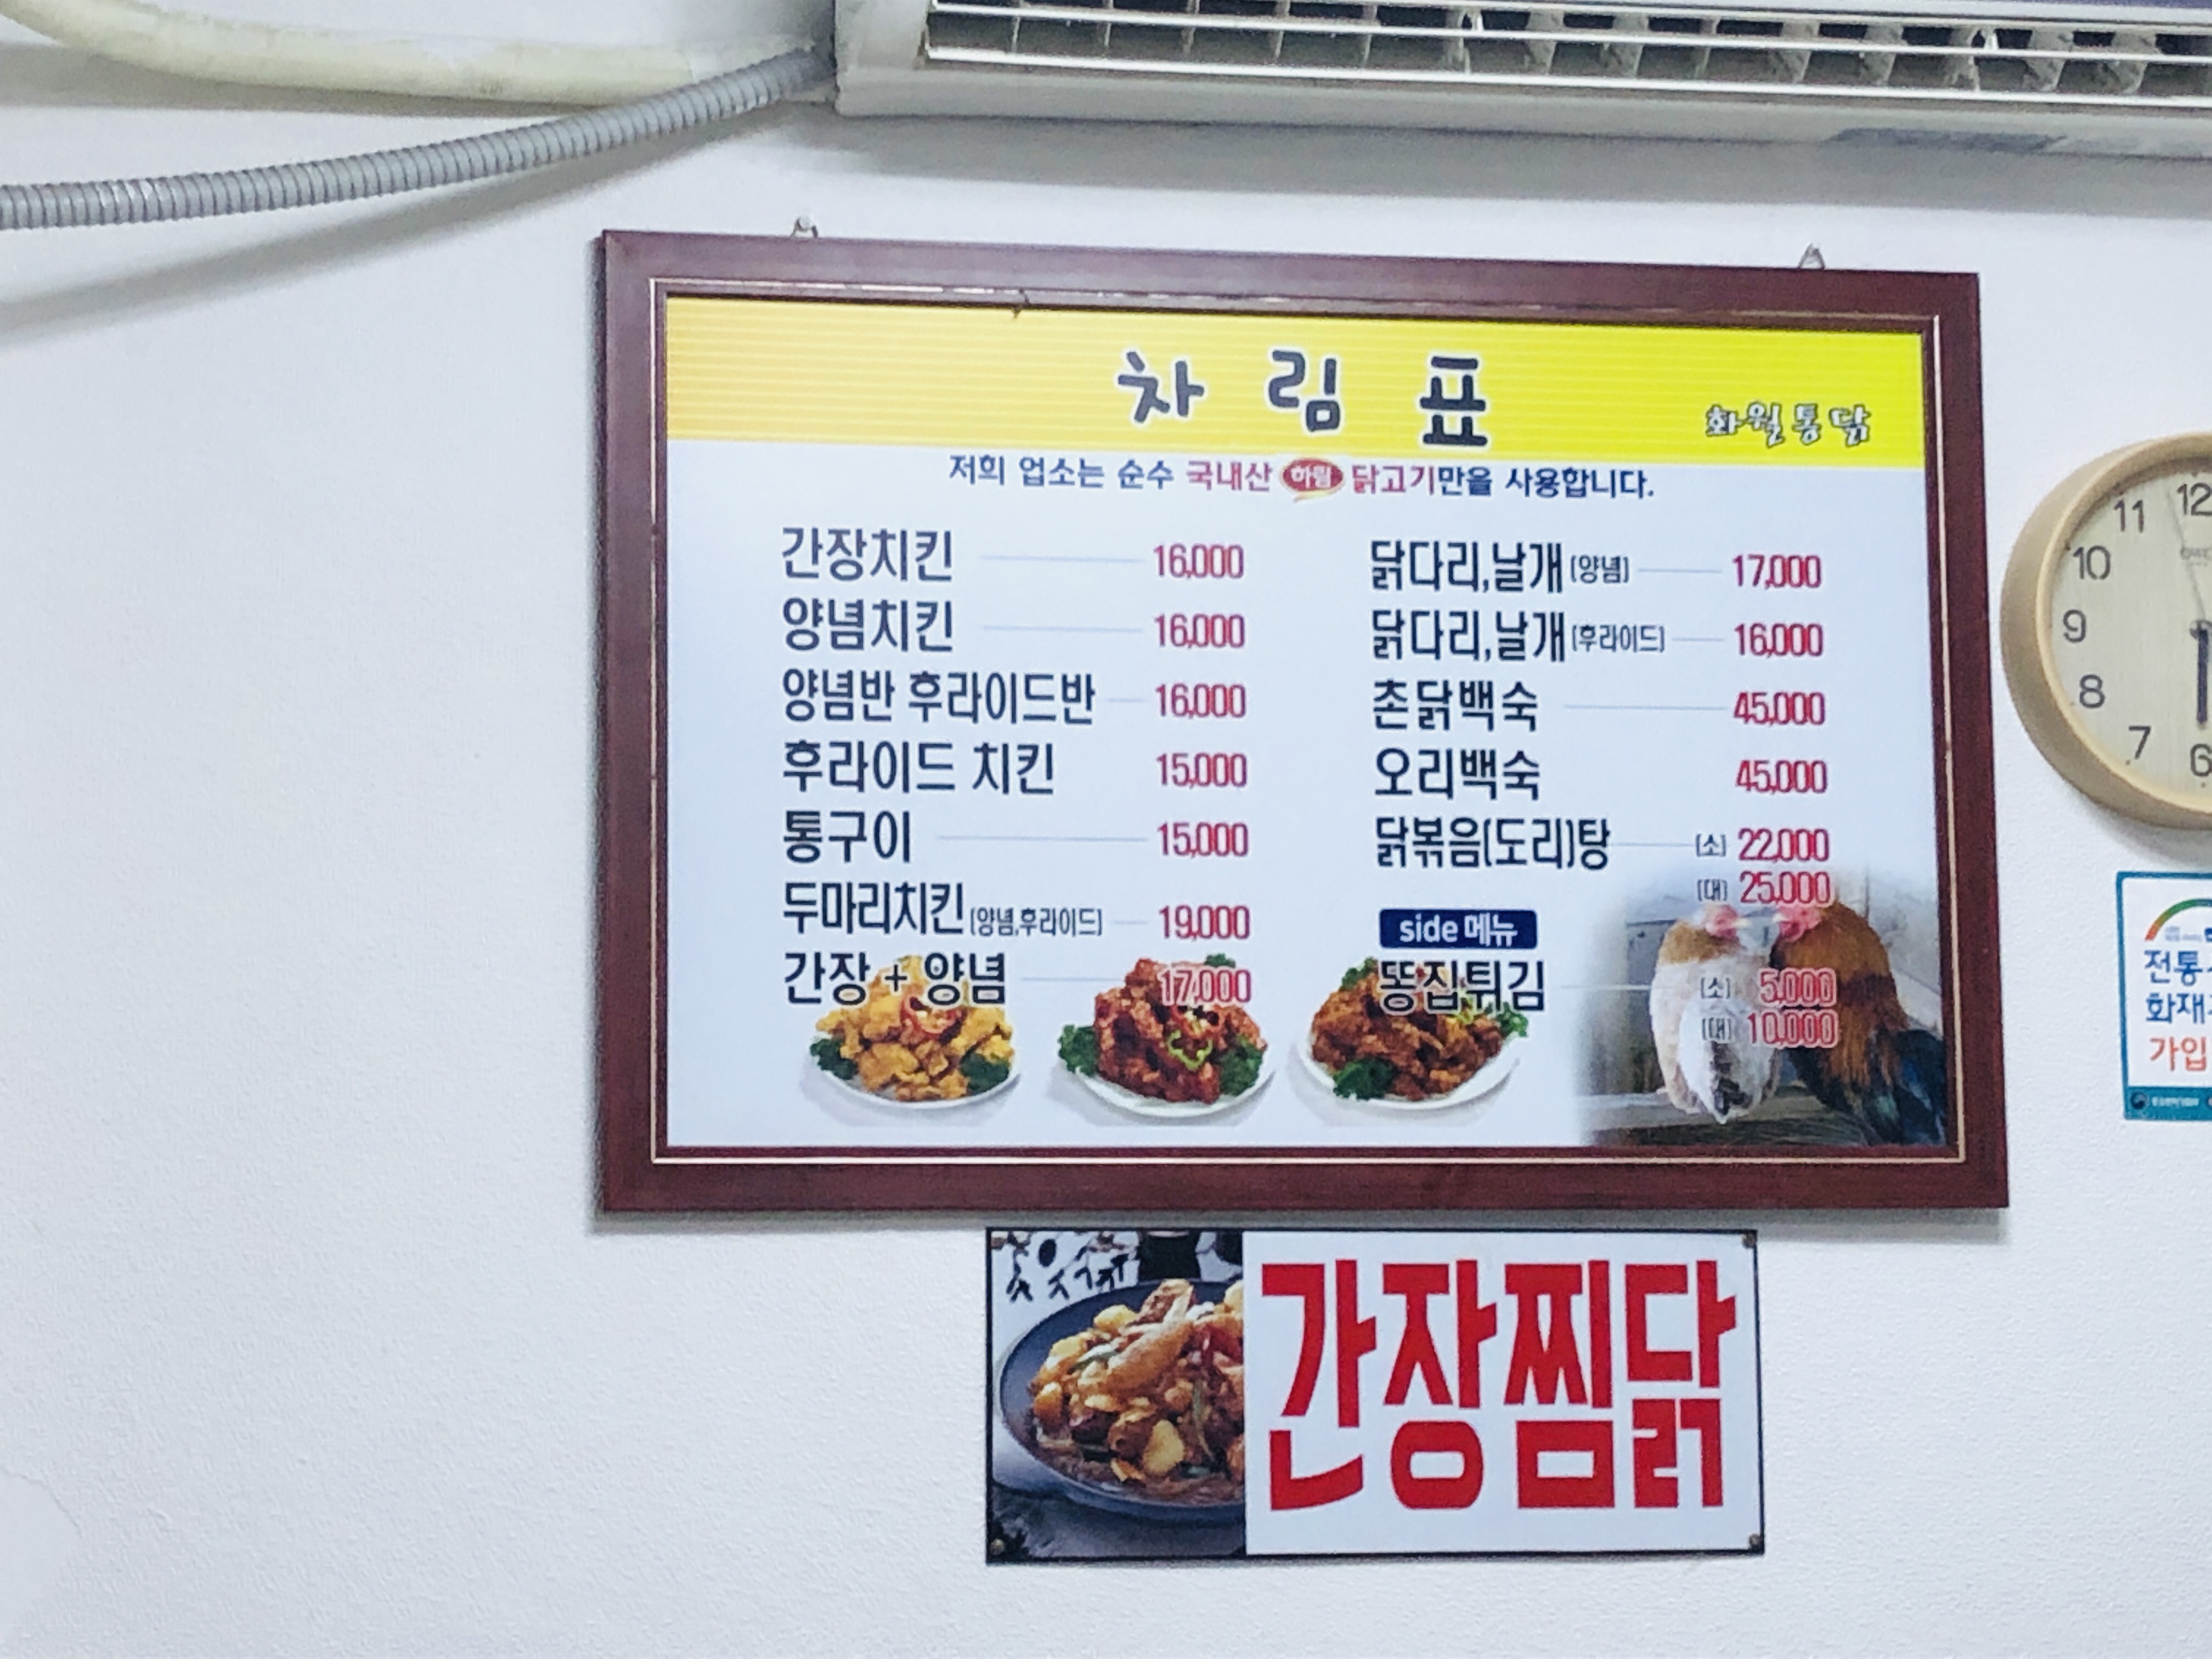 차림표
화월통닭
저희 업소는 순수 국내산 하림 닭고기만을 사용합니다.
간장치킨 16,000
양념치킨 16,000
양념반 후라이드반 16,000
후라이드 치킨 15,000
통구이 15,000
두마리치킨(양념,후라이드) 19,000
간장 + 양념 17,000
닭다리,날개(양념) 17,000
닭다리,날개(후라이드) 16,000
촌닭백숙 45,000
오리백숙 45,000
닭볶음(도리)탕 (소) 22,000
(대) 25,000
side 메뉴
똥집튀김 (소) 5,000
(대) 10,000
간장찜닭
11 12
10
9
8
7
6
전통
화재
가입